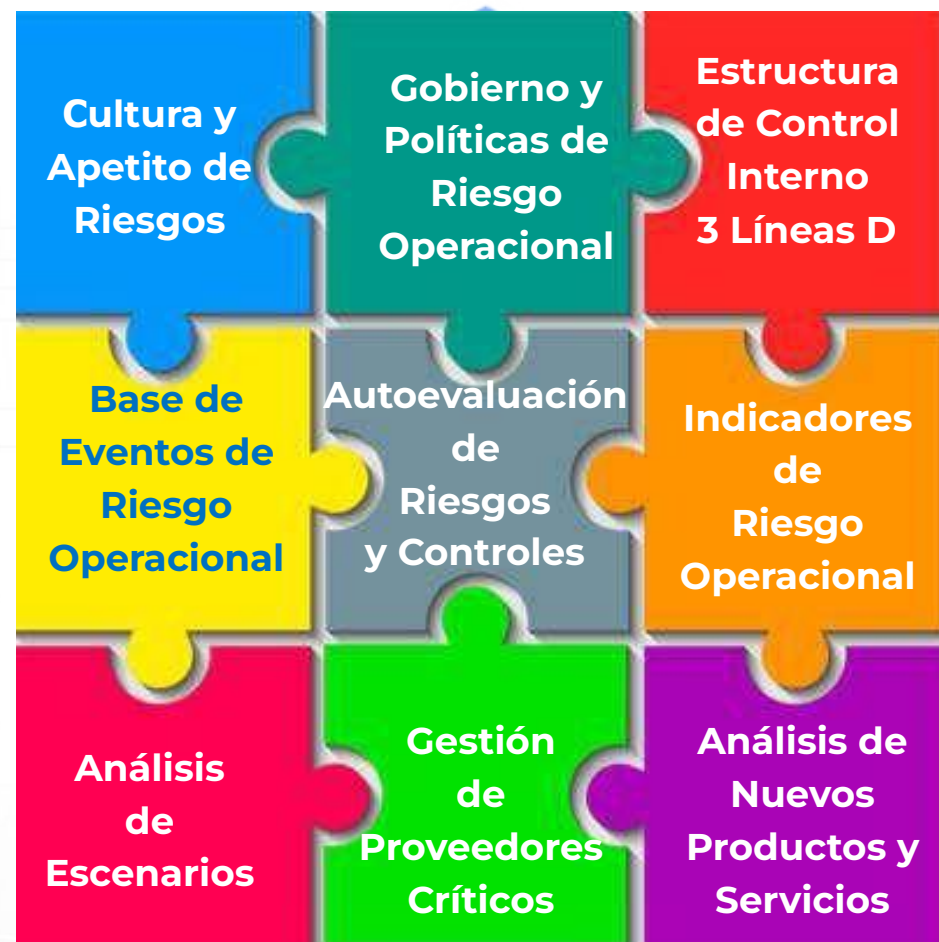 Cultura y
Apetito de
Riesgos
Gobierno y
Políticas de
Riesgo
Operacional
Estructura
de Control
Interno
3 Líneas D
Base de
Eventos de
Riesgo
Operacional
Autoevaluación
de
Riesgos
y Controles
Indicadores
de
Riesgo
Operacional
Análisis
de
Escenarios
Gestión
de
Proveedores
Críticos
Análisis de
Nuevos
Productos y
Servicios